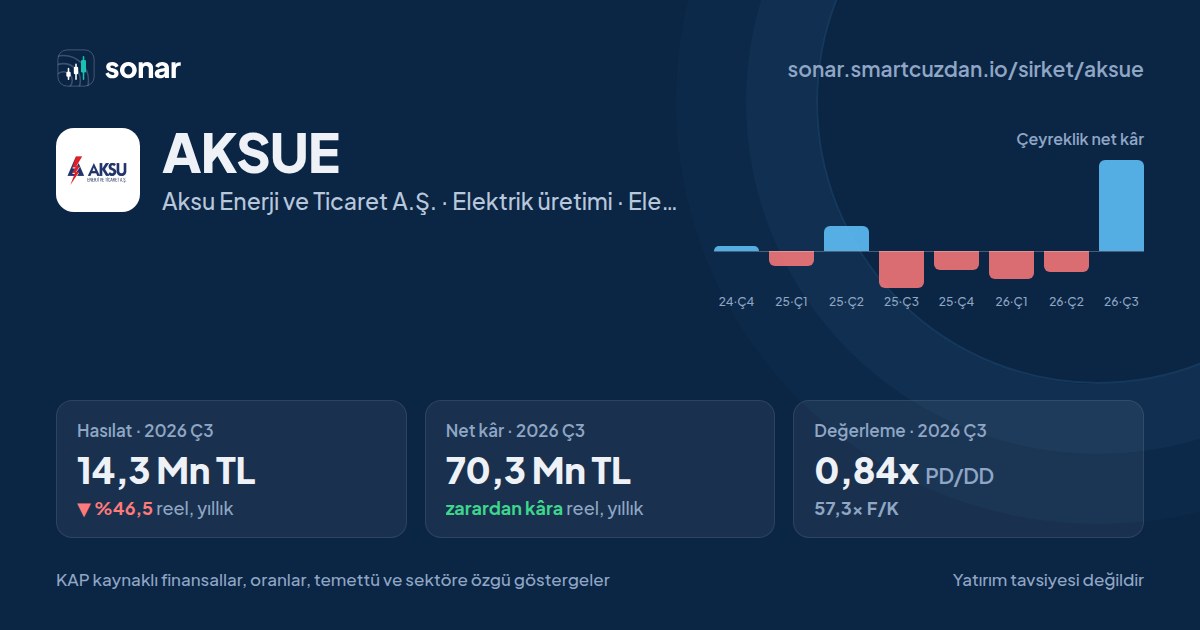 sonar
sonar.smartcuzdan.io/sirket/aksue
AKSU
AKSUE
Aksu Enerji ve Ticaret A.Ş. · Elektrik üretimi · Ele…
Çeyreklik net kâr
24·Ç4 25·Ç1 25·Ç2 25·Ç3 25·Ç4 26·Ç1 26·Ç2 26·Ç3
Hasılat · 2026 Ç3
14,3 Mn TL
▼ %46,5 reel, yıllık
Net kâr · 2026 Ç3
70,3 Mn TL
zarardan kâra reel, yıllık
Değerleme · 2026 Ç3
0,84x PD/DD
57,3× F/K
KAP kaynaklı finansallar, oranlar, temettü ve sektöre özgü göstergeler
Yatırım tavsiyesi değildir